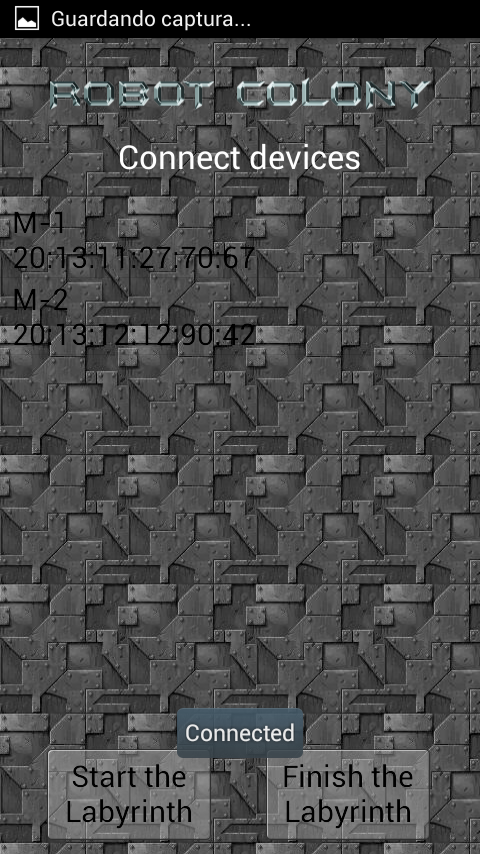 Guardando captura...
ROBOT COLONY
Connect devices
M-1
20:13:11:27:70:67
M-2
20:13:12:12:90:42
Connected
Start the
Labyrinth
Finish the
Labyrinth